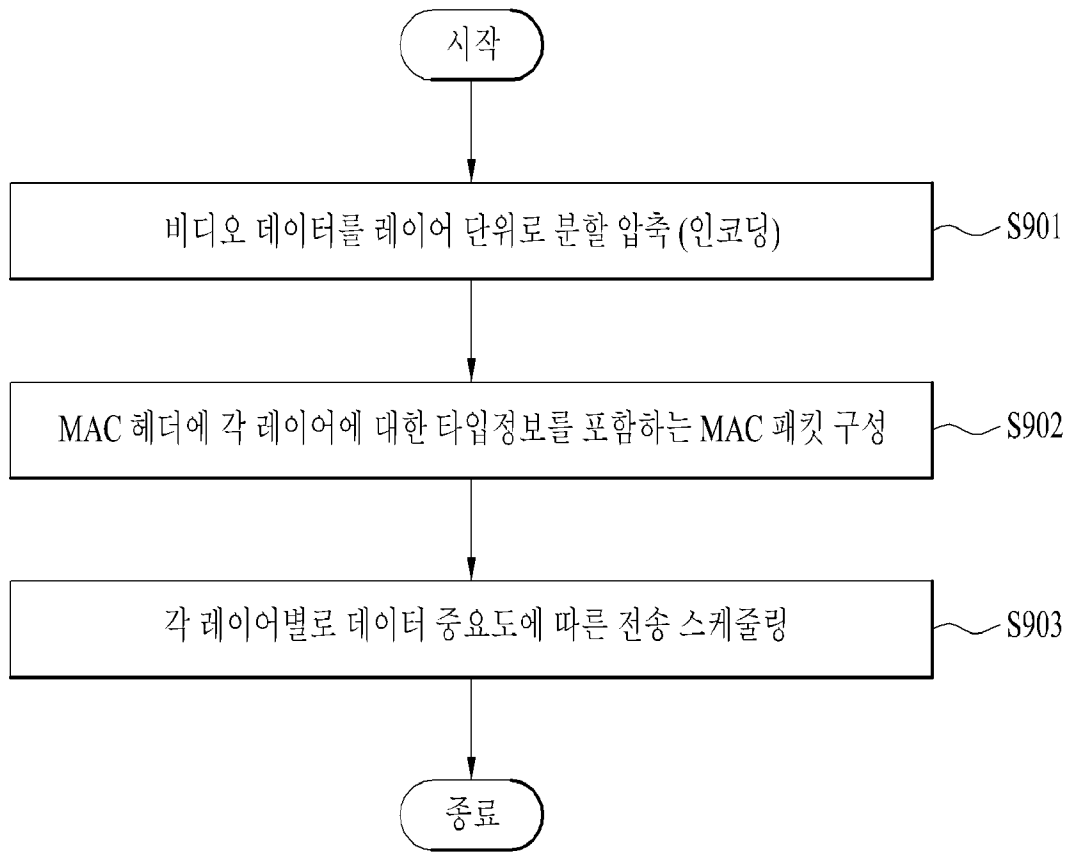 시작
비디오 데이터를 레이어 단위로 분할 압축 (인코딩)
S901
MAC 헤더에 각 레이어에 대한 타입정보를 포함하는 MAC 패킷 구성
S902
각 레이어별로 데이터 중요도에 따른 전송 스케줄링
S903
종료